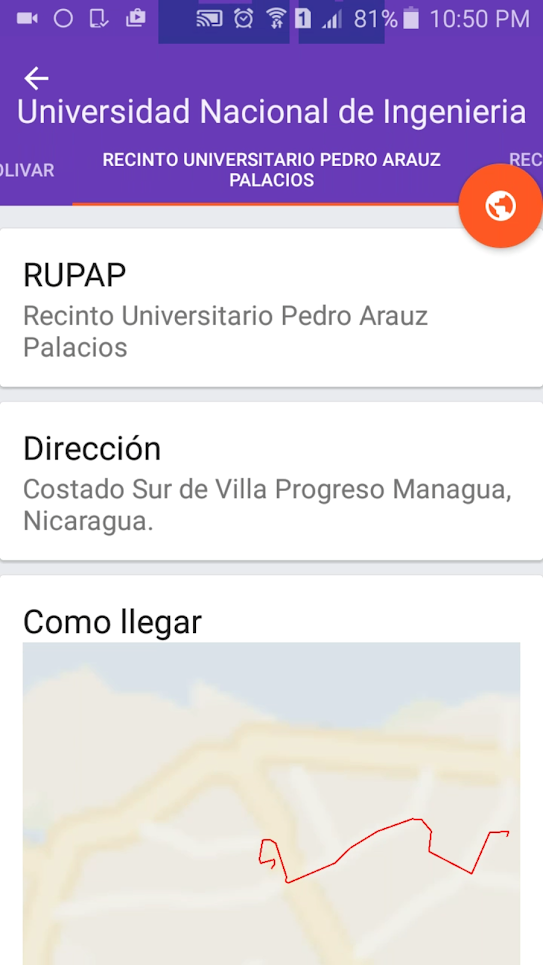 1 81% 10:50 PM
Universidad Nacional de Ingenieria
OLIVAR
RECINTO UNIVERSITARIO PEDRO ARAUZ
PALACIOS
REC
RUPAP
Recinto Universitario Pedro Arauz
Palacios
Dirección
Costado Sur de Villa Progreso Managua,
Nicaragua.
Como llegar